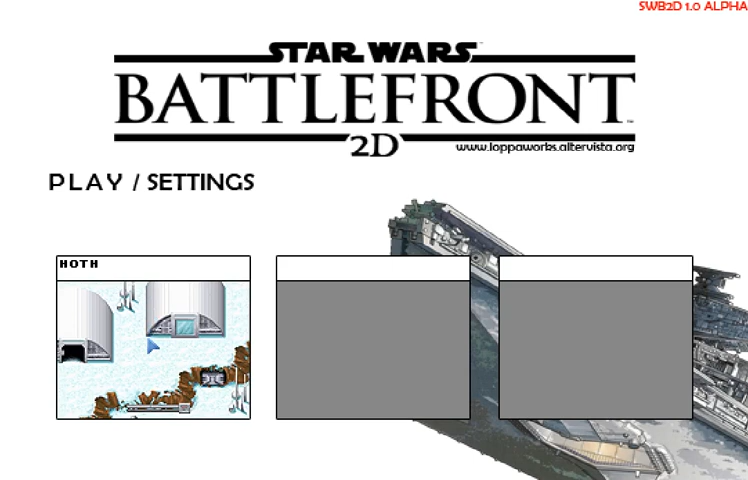 SWB2D 1.0 ALPHA
STAR WARS
BATTLEFRONT
2D
www.loppaworks.altervista.org
PLAY / SETTINGS
HOTH